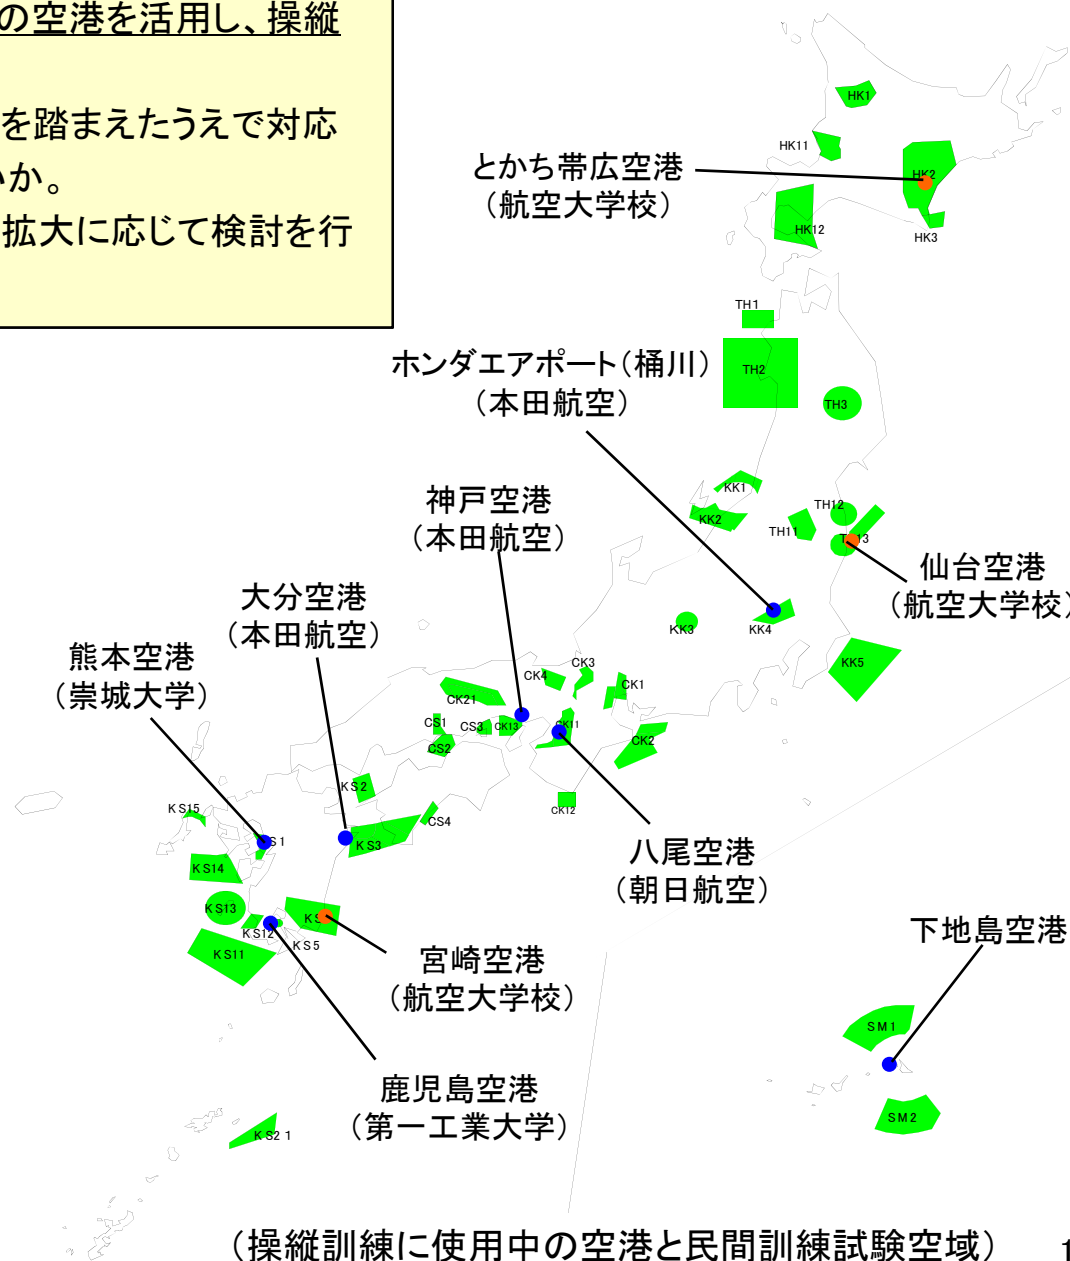 の空港を活用し、操縦
を踏まえたうえで対応
いか。
拡大に応じて検討を行
HK1
HK11
とかち帯広空港
(航空大学校)
HK2
HK12
HK3
TH1
ホンダエアポート(桶川)
(本田航空)
TH2
TH3
神戸空港
(本田航空)
KK1
KK2
TH12
TH11
TH13
仙台空港
(航空大学校)
大分空港
(本田航空)
KK3
KK4
熊本空港
(崇城大学)
KK5
CK3
CK4
CK1
CK21
CS1
CS3
CK13
CK11
CS2
CK2
KS2
CK12
KS15
CS4
KS3
S1
八尾空港
(朝日航空)
KS14
KS13
KS
KS12
KS5
KS11
宮崎空港
(航空大学校)
下地島空港
SM1
鹿児島空港
(第一工業大学)
SM2
KS21
(操縦訓練に使用中の空港と民間訓練試験空域)
1